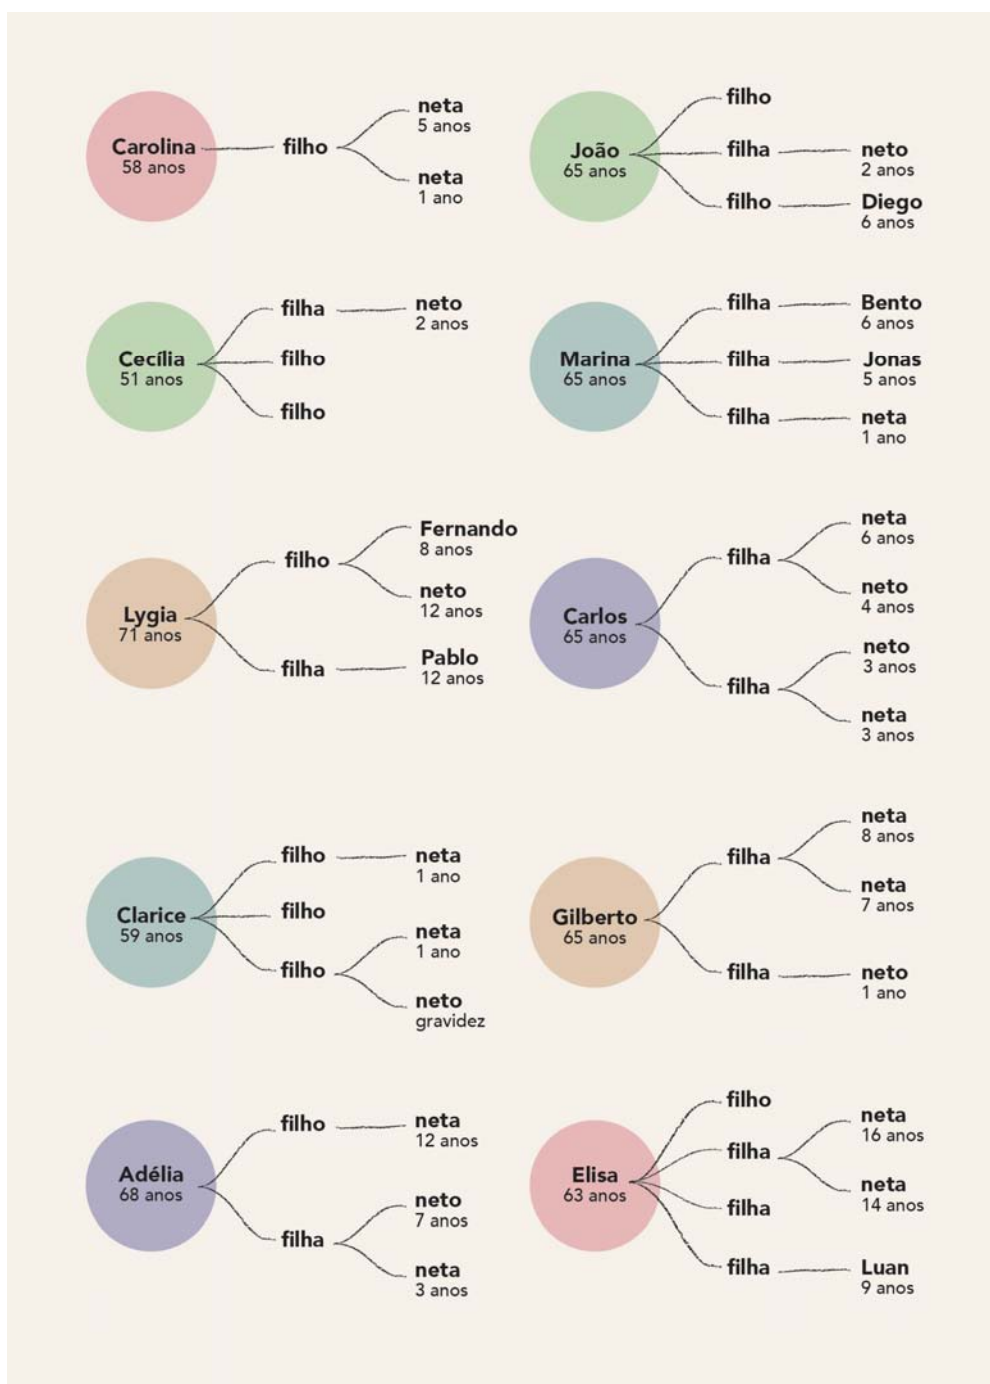 Carolina
58 anos
filho
neta
5 anos
neta
1 ano
João
65 anos
filho
filha
neto
2 anos
filho
Diego
6 anos
Cecília
51 anos
filha
neto
2 anos
filho
filho
Marina
65 anos
filha
Bento
6 anos
filha
Jonas
5 anos
filha
neta
1 ano
Lygia
71 anos
filho
Fernando
8 anos
neto
12 anos
filha
Pablo
12 anos
Carlos
65 anos
filha
neta
6 anos
neto
4 anos
filha
neto
3 anos
neta
3 anos
Clarice
59 anos
filho
neta
1 ano
filho
filho
neta
1 ano
neto
gravidez
Gilberto
65 anos
filha
neta
8 anos
neta
7 anos
filha
neto
1 ano
Adélia
68 anos
filho
neta
12 anos
filha
neto
7 anos
neta
3 anos
Elisa
63 anos
filho
filha
neta
16 anos
neta
14 anos
filha
filha
Luan
9 anos